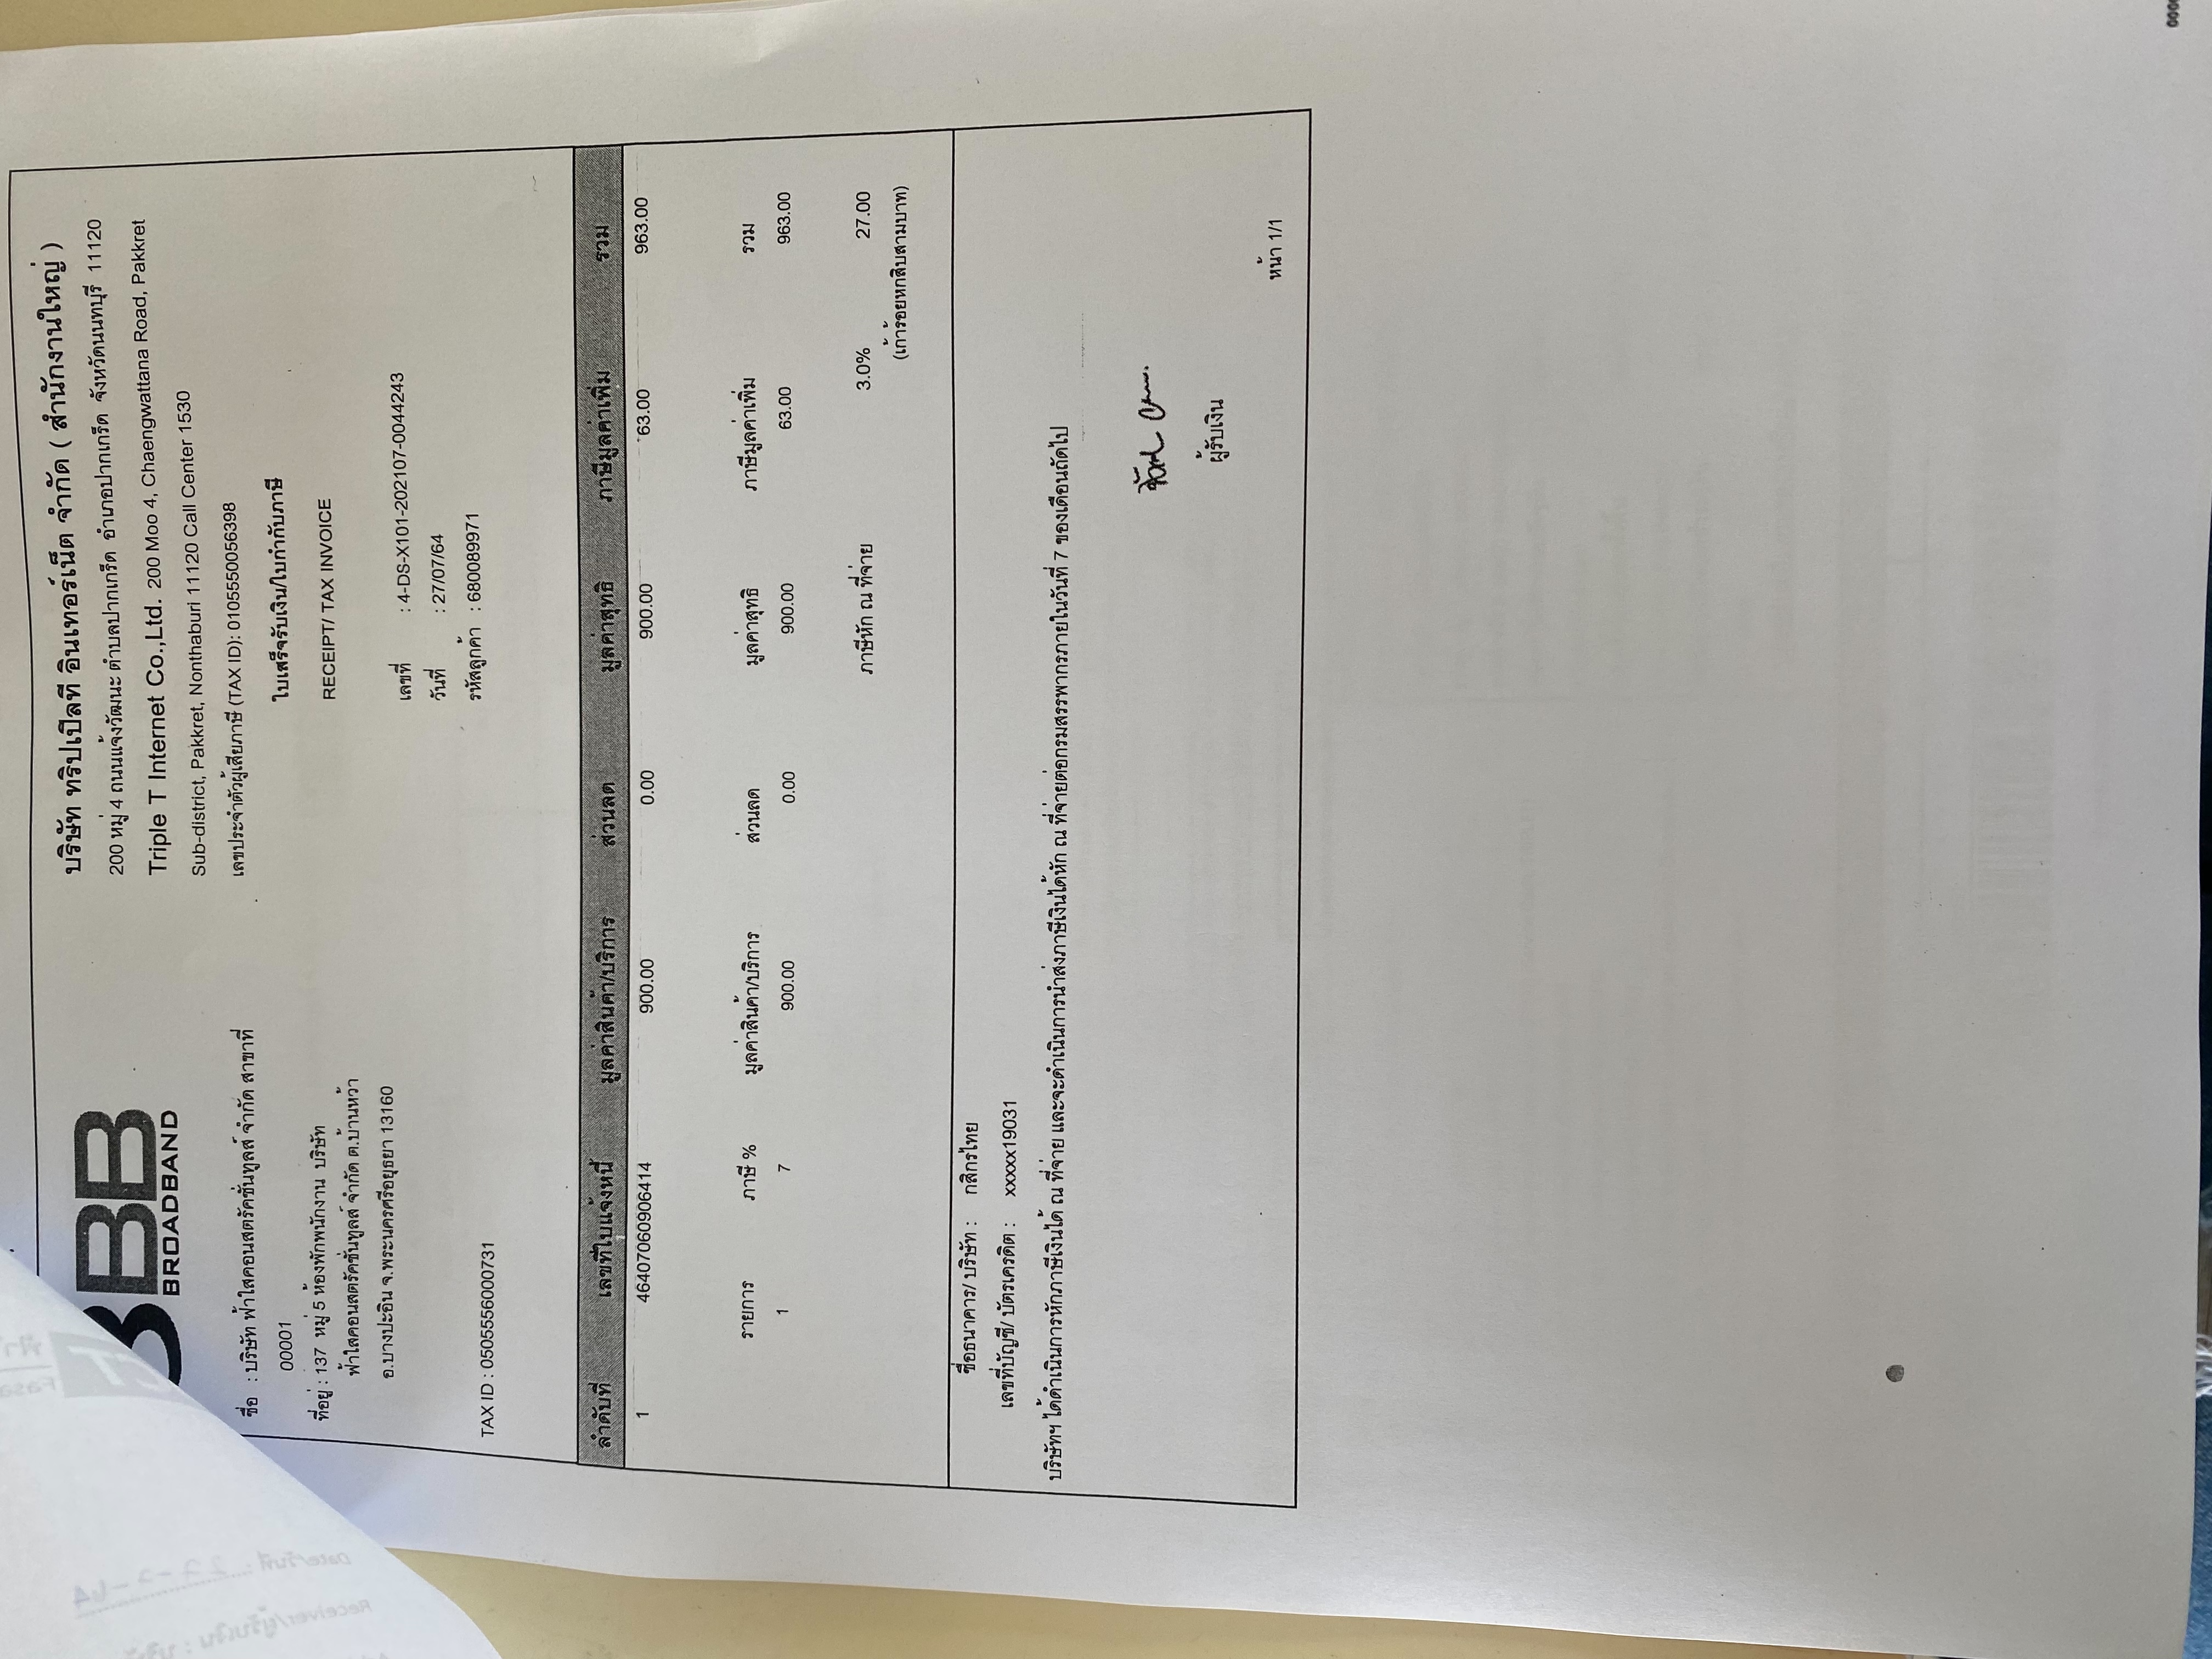 BB
BROADBAND
บริษัท ทริปเปิลที อินเทอร์เน็ต จำกัด ( สำนักงานใหญ่ )
200 หมู่ 4 ถนนแจ้งวัฒนะ ตำบลปากเกร็ด อำเภอปากเกร็ด จังหวัดนนทบุรี 11120
Triple T Internet Co.,Ltd. 200 Moo 4, Chaengwattana Road, Pakkret
Sub-district, Pakkret, Nonthaburi 11120 Call Center 1530
เลขประจำตัวผู้เสียภาษี (TAX ID): 0105550056398
ชื่อ : บริษัท ฟ้าใสคอนสตรัคชั่นทูลส์ จำกัด สาขาที่
00001
ที่อยู่ : 137 หมู่ 5 ห้องพักพนักงาน บริษัท
ฟ้าใสคอนสตรัคชั่นทูลส์ จำกัด ต.บ้านหว้า
อ.บางปะอิน จ.พระนครศรีอยุธยา 13160
TAX ID : 0505556000731
ใบเสร็จรับเงิน/ใบกำกับภาษี
RECEIPT/ TAX INVOICE
เลขที่ : 4-DS-X101-202107-0044243
วันที่ : 27/07/64
รหัสลูกค้า : 680089971
ลำดับที่ เลขที่ใบแจ้งหนี้ มูลค่าสินค้า/บริการ ส่วนลด มูลค่าสุทธิ ภาษีมูลค่าเพิ่ม รวม
1 46407060906414 900.00 0.00 900.00 63.00 963.00
รายการ ภาษี % มูลค่าสินค้า/บริการ ส่วนลด มูลค่าสุทธิ ภาษีมูลค่าเพิ่ม รวม
1 7 900.00 0.00 900.00 63.00 963.00
ภาษีหัก ณ ที่จ่าย 3.0% 27.00
(เก้าร้อยหกสิบสามบาท)
ชื่อธนาคาร/ บริษัท : กสิกรไทย
เลขที่บัญชี/ บัตรเครดิต : xxxxx19031
บริษัทฯ ได้ดำเนินการหักภาษีเงินได้ ณ ที่จ่าย และจะดำเนินการนำส่งภาษีเงินได้หัก ณ ที่จ่ายต่อกรมสรรพากรภายในวันที่ 7 ของเดือนถัดไป
ผู้รับเงิน
หน้า 1/1